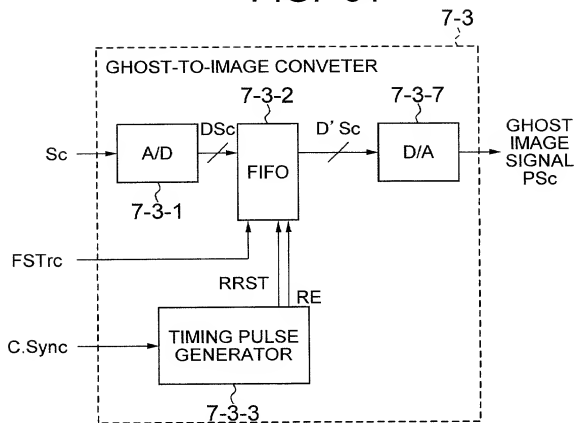 7-3
GHOST-TO-IMAGE CONVETER
7-3-2
7-3-7
Sc
A/D
DSc
FIFO
D' Sc
D/A
GHOST
IMAGE
SIGNAL
PSc
7-3-1
FSTrc
RRST
RE
C.Sync
TIMING PULSE
GENERATOR
7-3-3